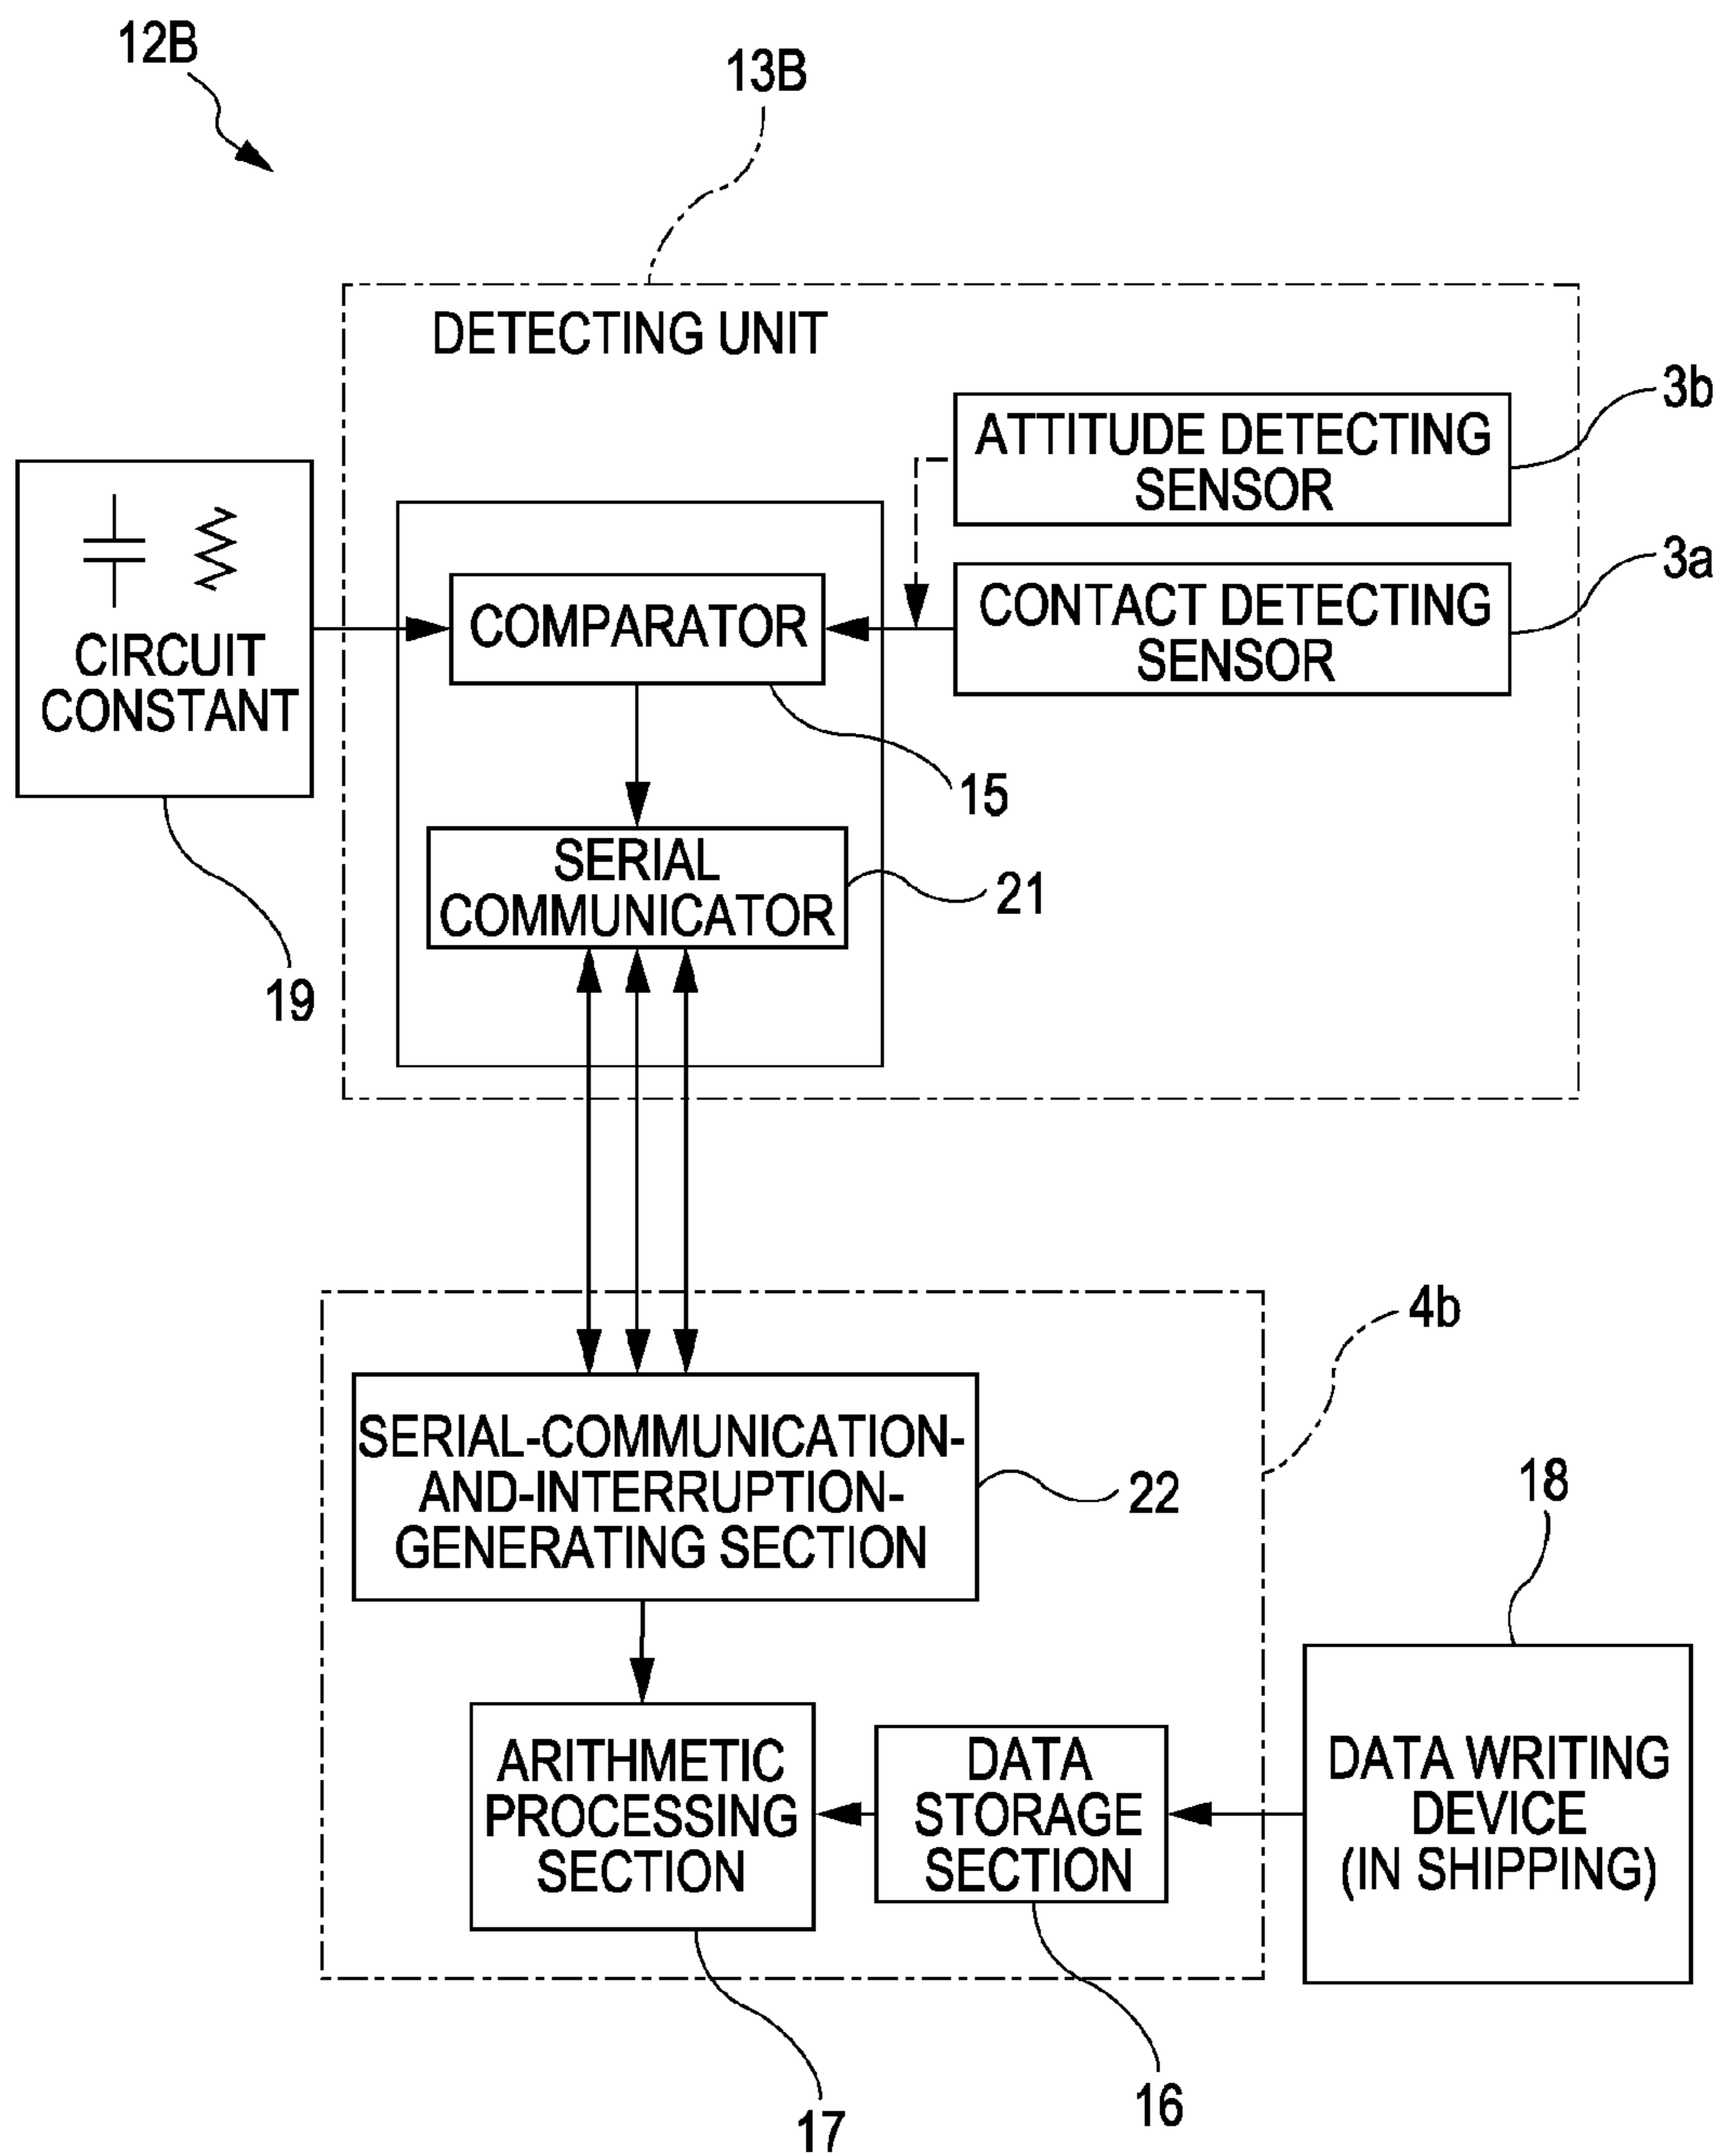 12B
13B
DETECTING UNIT
3b
ATTITUDE DETECTING
SENSOR
3a
CONTACT DETECTING
SENSOR
COMPARATOR
CIRCUIT
CONSTANT
15
SERIAL
COMMUNICATOR
21
19
4b
SERIAL-COMMUNICATION-
AND-INTERRUPTION-
GENERATING SECTION
22
18
ARITHMETIC
PROCESSING
SECTION
DATA
STORAGE
SECTION
DATA WRITING
DEVICE
(IN SHIPPING)
16
17